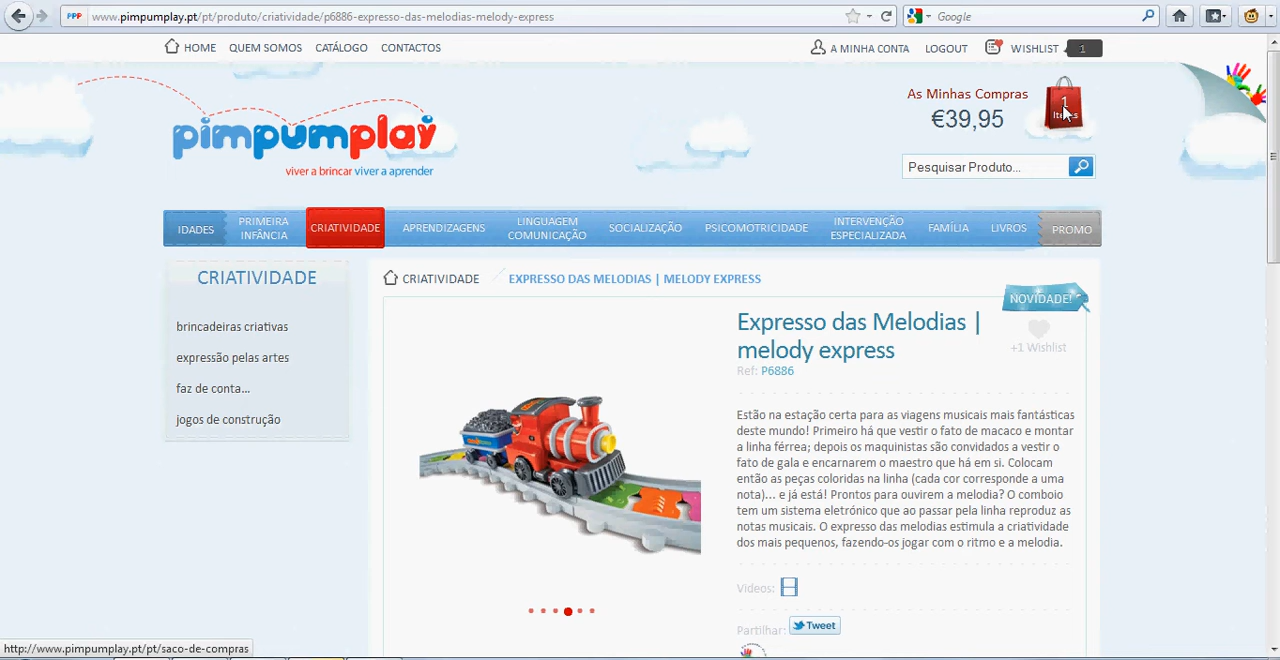 www.pimpumplay.pt/pt/produto/criatividade/p6886-expresso-das-melodias-melody-express
Google
HOME QUEM SOMOS CATÁLOGO CONTACTOS
A MINHA CONTA LOGOUT WISHLIST 1
As Minhas Compras
€39,95
1
pimpumplay
viver a brincar viver a aprender
Pesquisar Produto...
IDADES
PRIMEIRA
INFÂNCIA
CRIATIVIDADE
APRENDIZAGENS
LINGUAGEM
COMUNICAÇÃO
SOCIALIZAÇÃO
PSICOMOTRICIDADE
INTERVENÇÃO
ESPECIALIZADA
FAMÍLIA
LIVROS
PROMO
CRIATIVIDADE
brincadeiras criativas
expressão pelas artes
faz de conta...
jogos de construção
CRIATIVIDADE EXPRESSO DAS MELODIAS | MELODY EXPRESS
NOVIDADE!
Expresso das Melodias |
melody express
+1 Wishlist
Ref: P6886
Estão na estação certa para as viagens musicais mais fantásticas
deste mundo! Primeiro há que vestir o fato de macaco e montar
a linha férrea; depois os maquinistas são convidados a vestir o
fato de gala e encarnarem o maestro que há em si. Colocam
então as peças coloridas na linha (cada cor corresponde a uma
nota)... e já está! Prontos para ouvirem a melodia? O comboio
tem um sistema eletrónico que ao passar pela linha reproduz as
notas musicais. O expresso das melodias estimula a criatividade
dos mais pequenos, fazendo-os jogar com o ritmo e a melodia.
Videos:
Partilhar: Tweet
http://www.pimpumplay.pt/pt/saco-de-compras